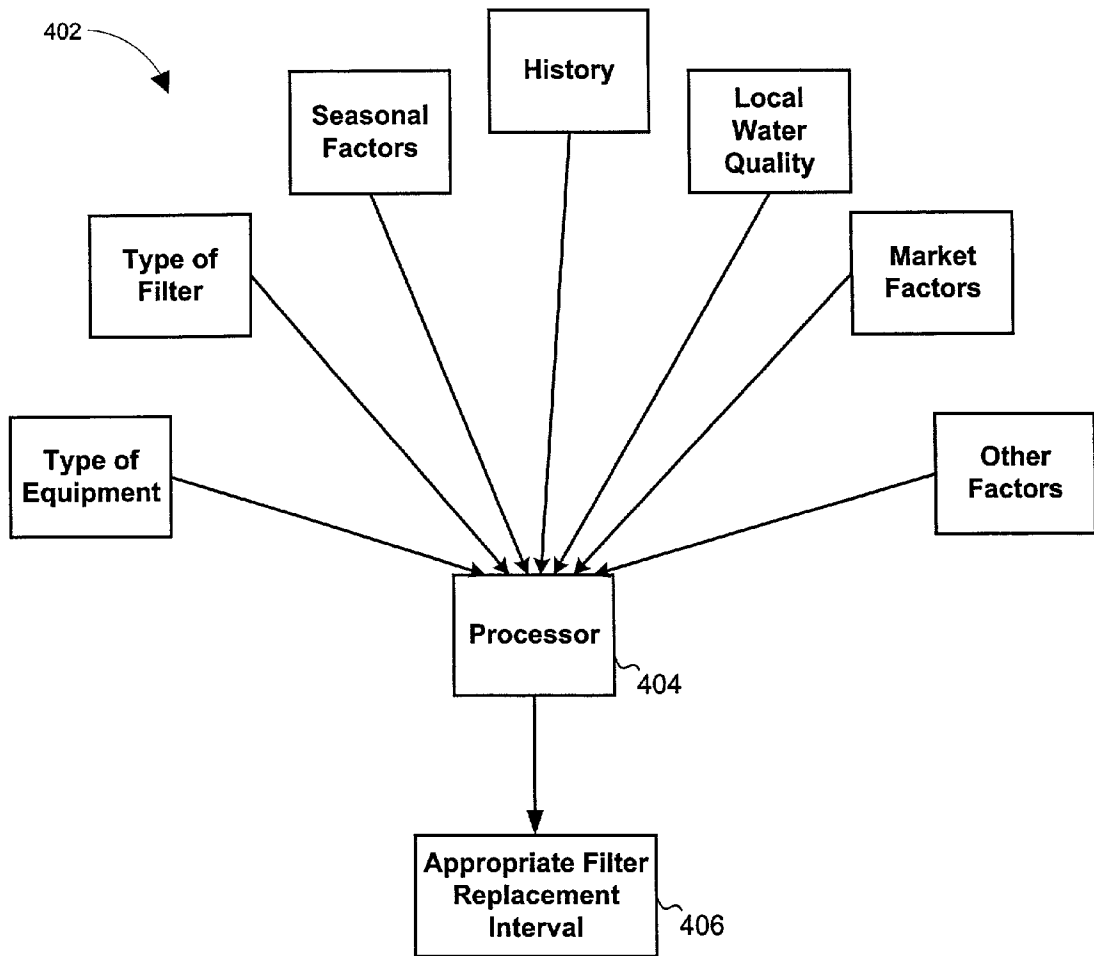 402
History
Seasonal
Factors
Local
Water
Quality
Type of
Filter
Market
Factors
Type of
Equipment
Other
Factors
Processor
404
Appropriate Filter
Replacement
Interval
406